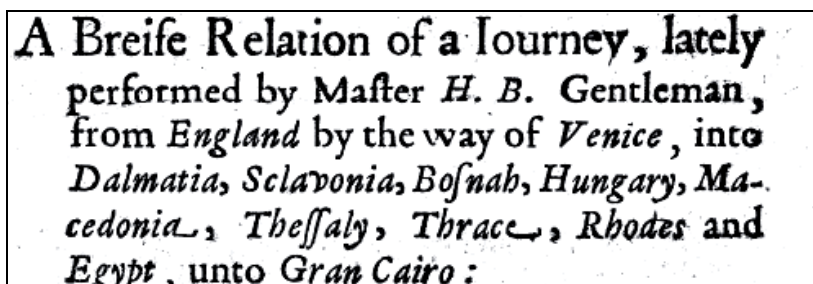 A Breife Relation of a Iourney, lately
performed by Maſter H. B. Gentleman,
from England by the way of Venice, into
Dalmatia, Sclavonia, Boſnah, Hungary, Ma-
cedonia, Theſſaly, Thrace, Rhodes and
Egypt, unto Gran Cairo: